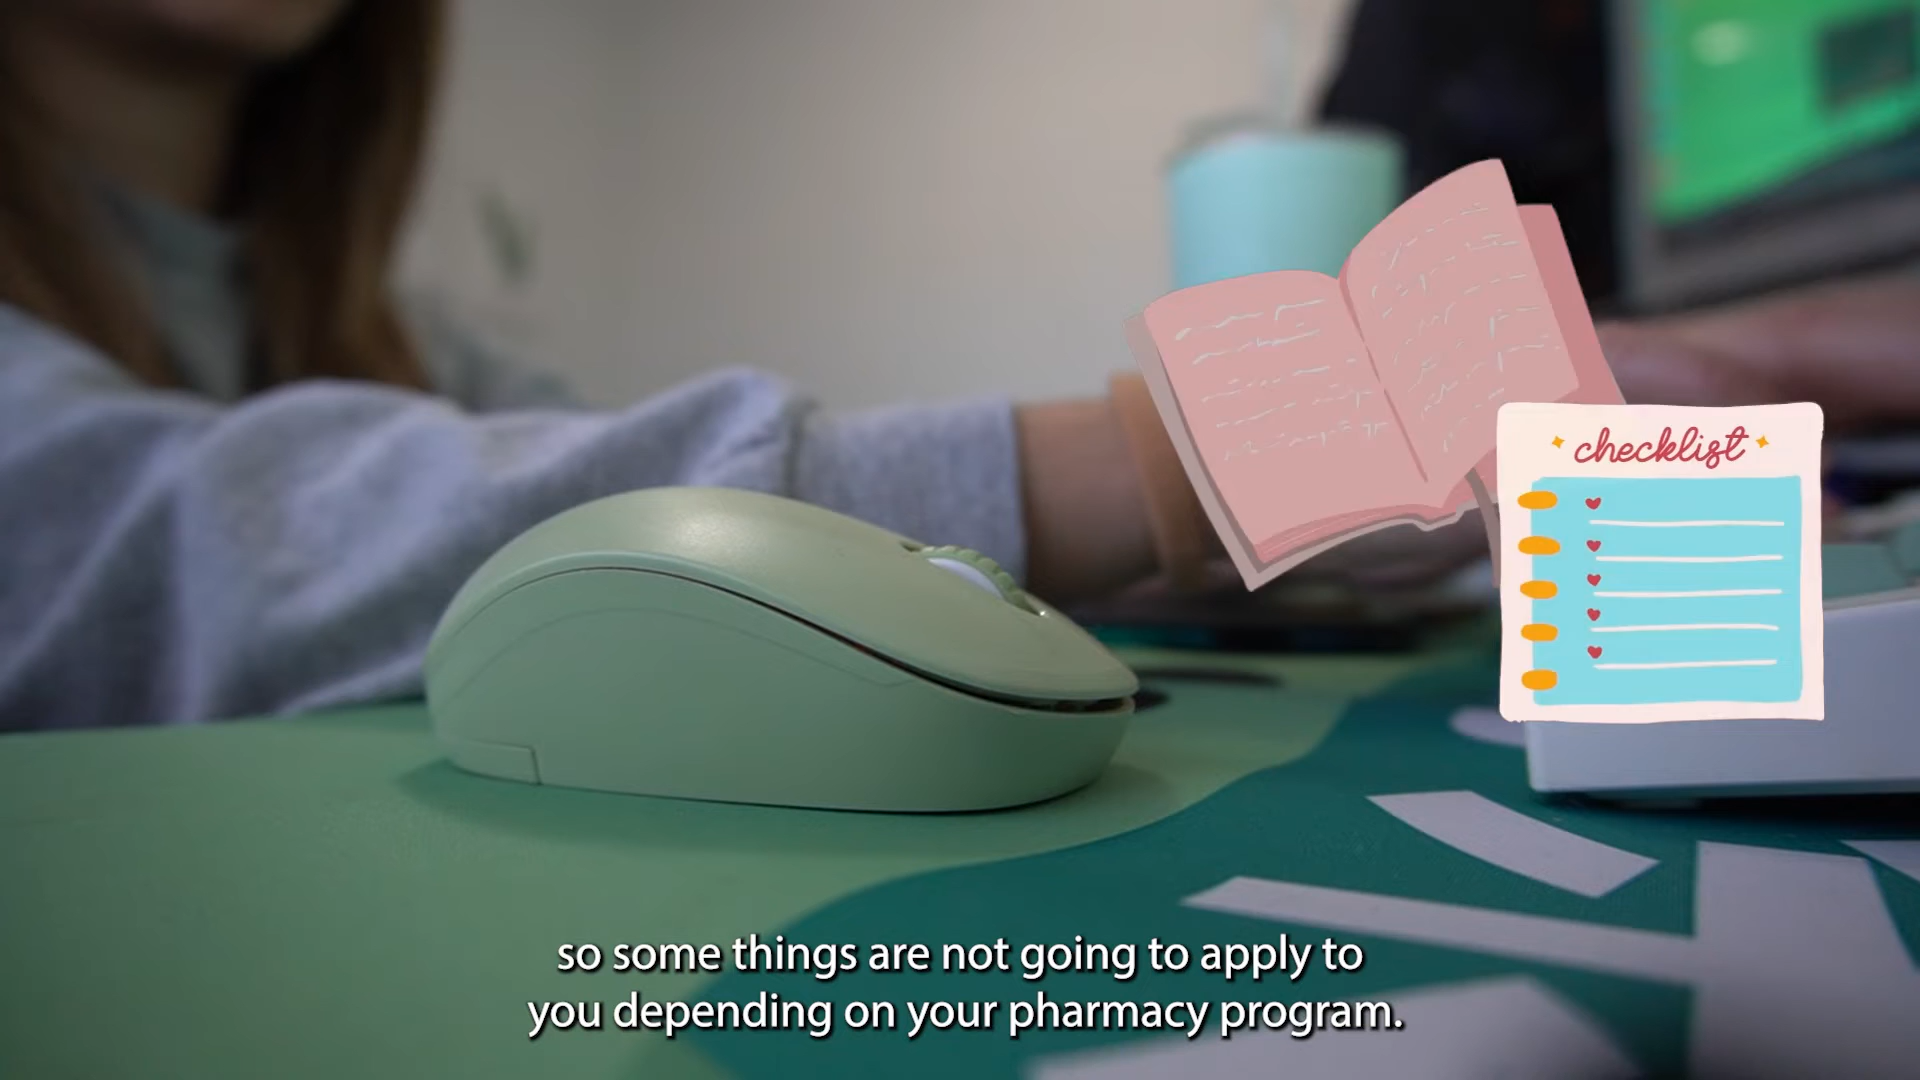 checklist
so some things are not going to apply to
you depending on your pharmacy program.